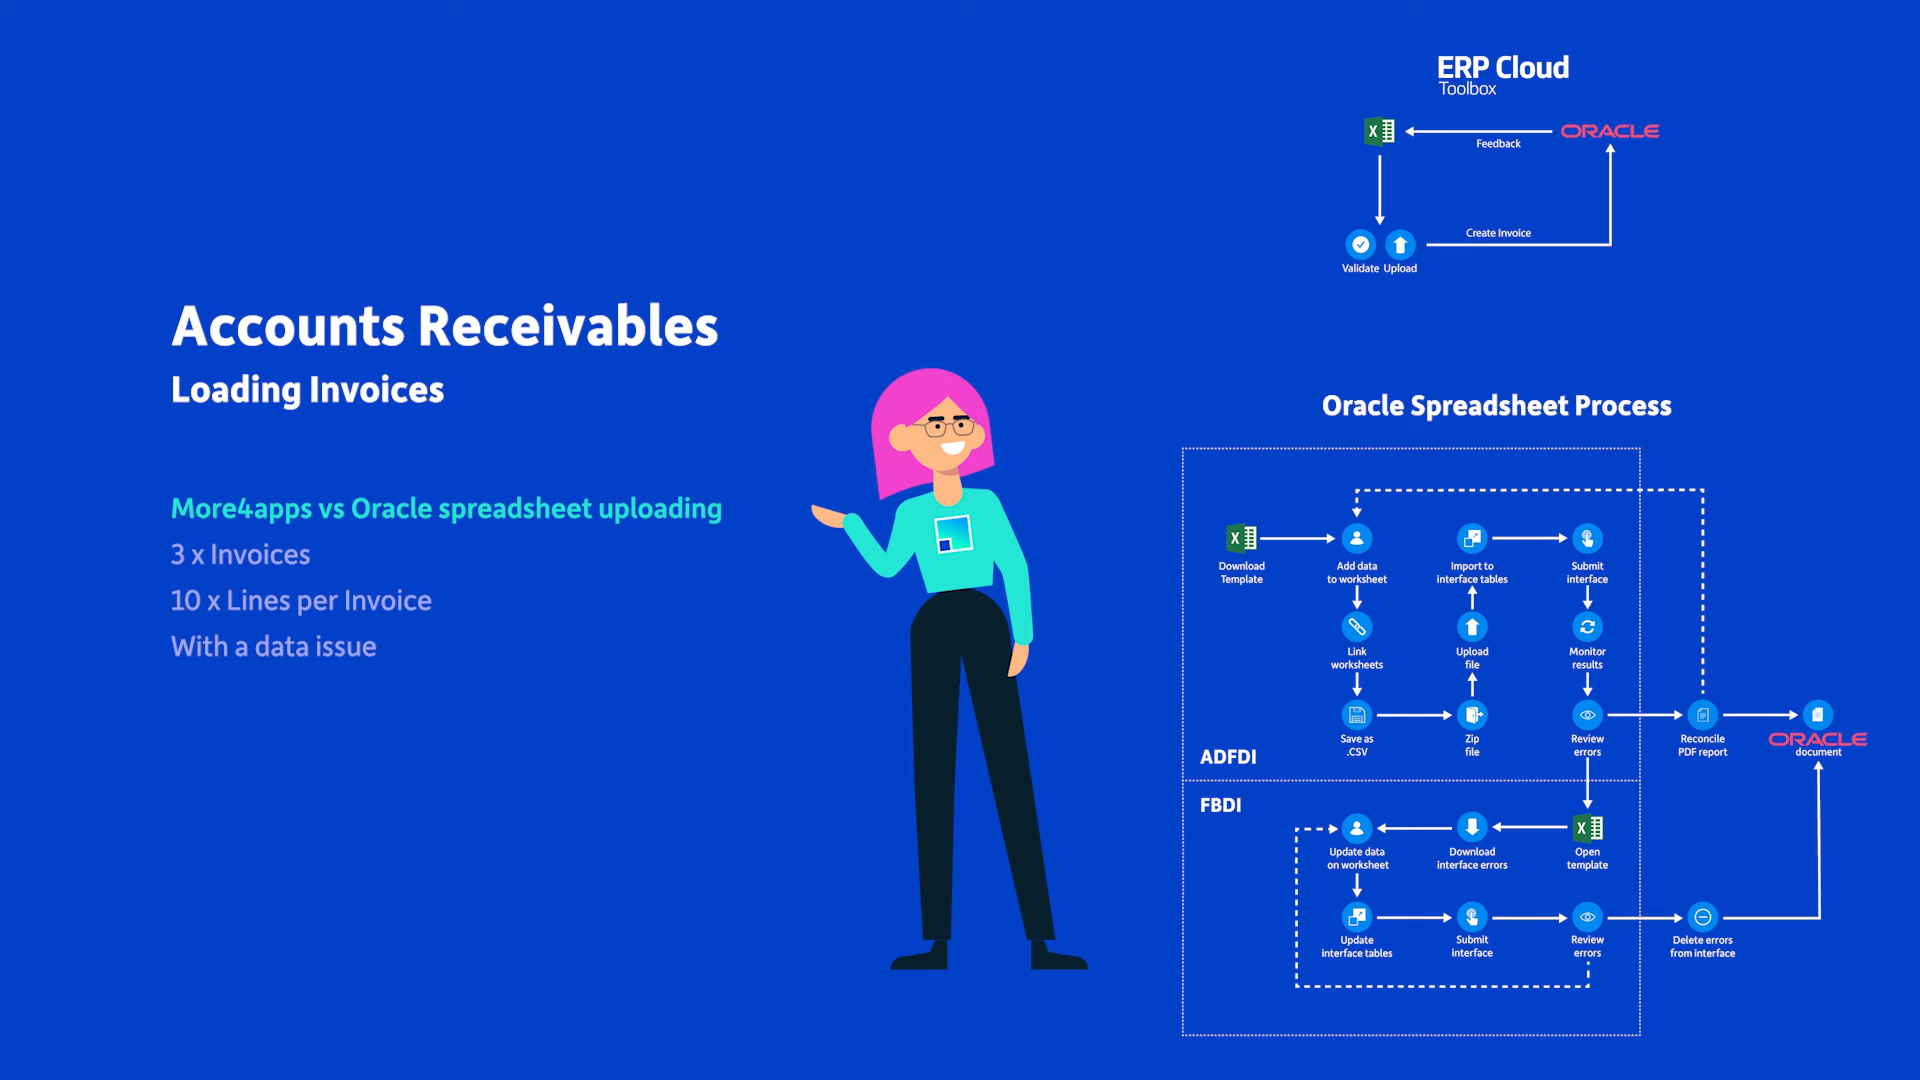 Accounts Receivables
Loading Invoices
More4apps vs Oracle spreadsheet uploading
3 x Invoices
10 x Lines per Invoice
With a data issue
ERP Cloud
Toolbox
X
ORACLE
Feedback
Create Invoice
Validate
Upload
Oracle Spreadsheet Process
X
Download
Template
Add data
to worksheet
Import to
interface tables
Submit
interface
Link
worksheets
Upload
file
Monitor
results
Save as
.CSV
Zip
file
Review
errors
Reconcile
PDF report
ORACLE
document
ADFDI
FBDI
X
Update data
on worksheet
Download
interface errors
Open
template
Update
interface tables
Submit
interface
Review
errors
Delete errors
from interface